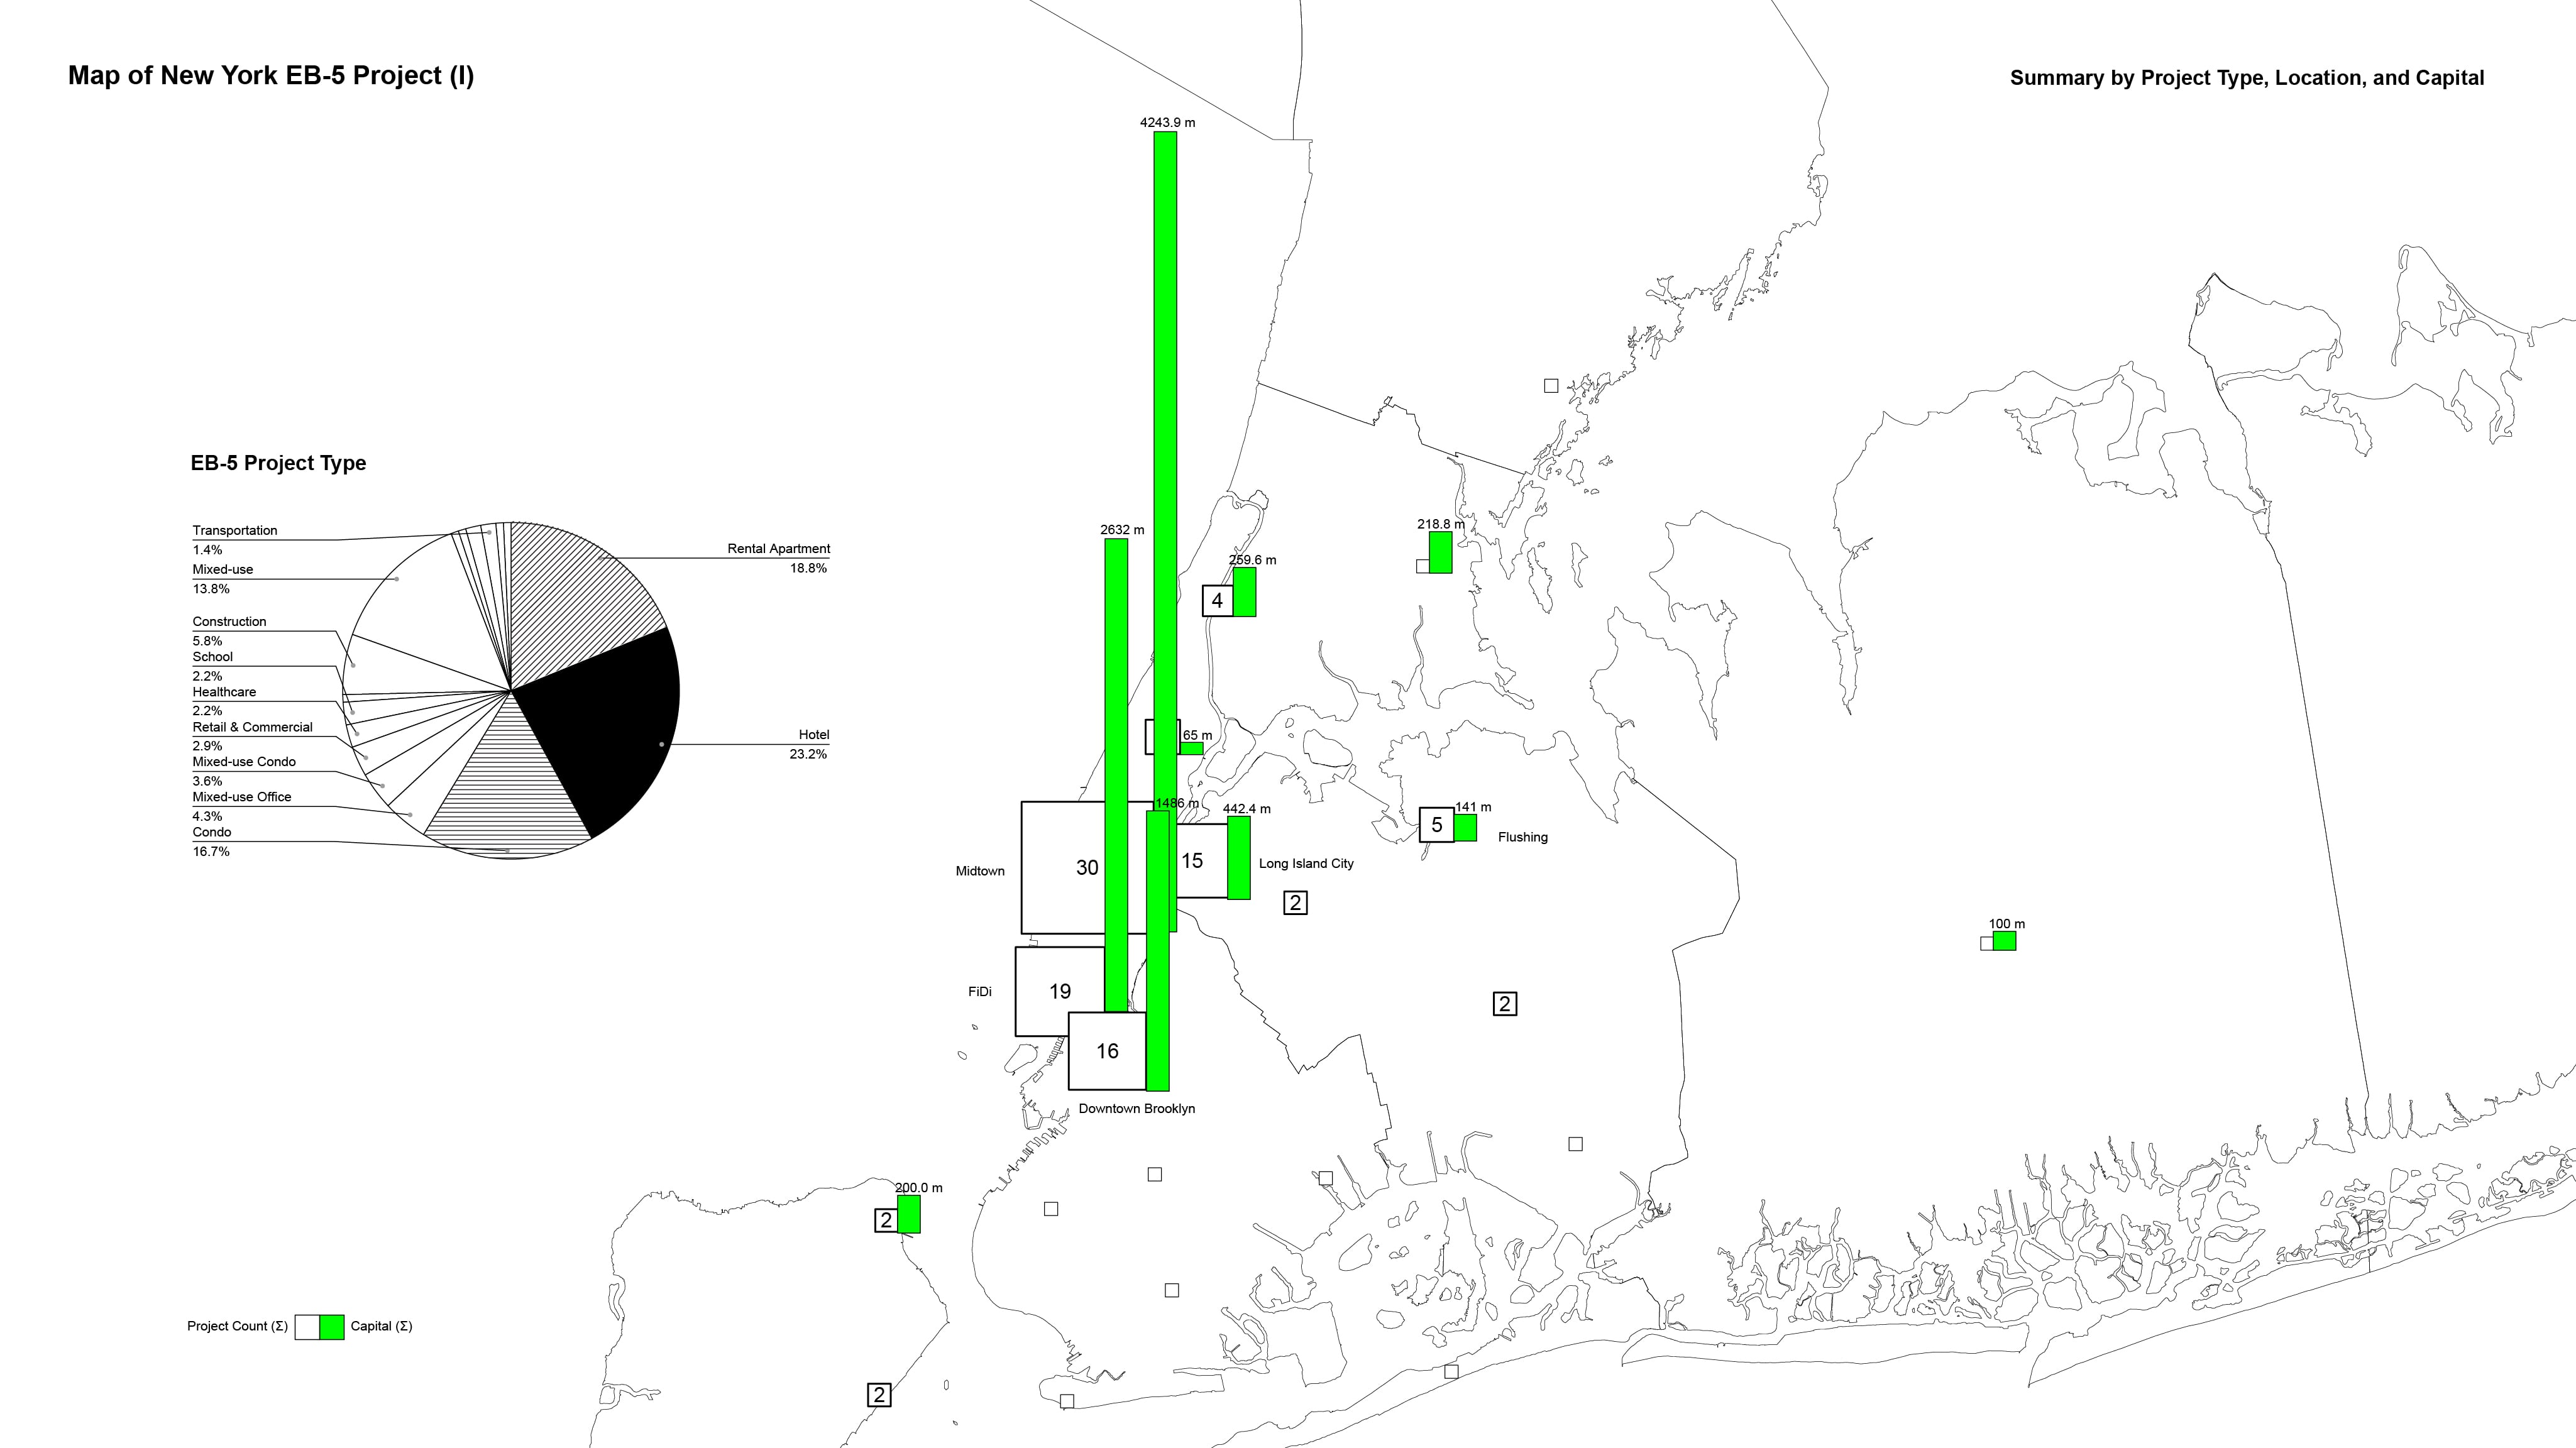 Map of New York EB-5 Project (I)
Summary by Project Type, Location, and Capital
EB-5 Project Type
Transportation
1.4%
Mixed-use
13.8%
Construction
5.8%
School
2.2%
Healthcare
2.2%
Retail & Commercial
2.9%
Mixed-use Condo
3.6%
Mixed-use Office
4.3%
Condo
16.7%
Rental Apartment
18.8%
Hotel
23.2%
4243.9 m
2632 m
218.8 m
259.6 m
4
65 m
1486 m
442.4 m
141 m
5
Flushing
Midtown
30
15
Long Island City
2
100 m
FiDi
19
2
16
Downtown Brooklyn
200.0 m
2
2
Project Count (Σ)
Capital (Σ)